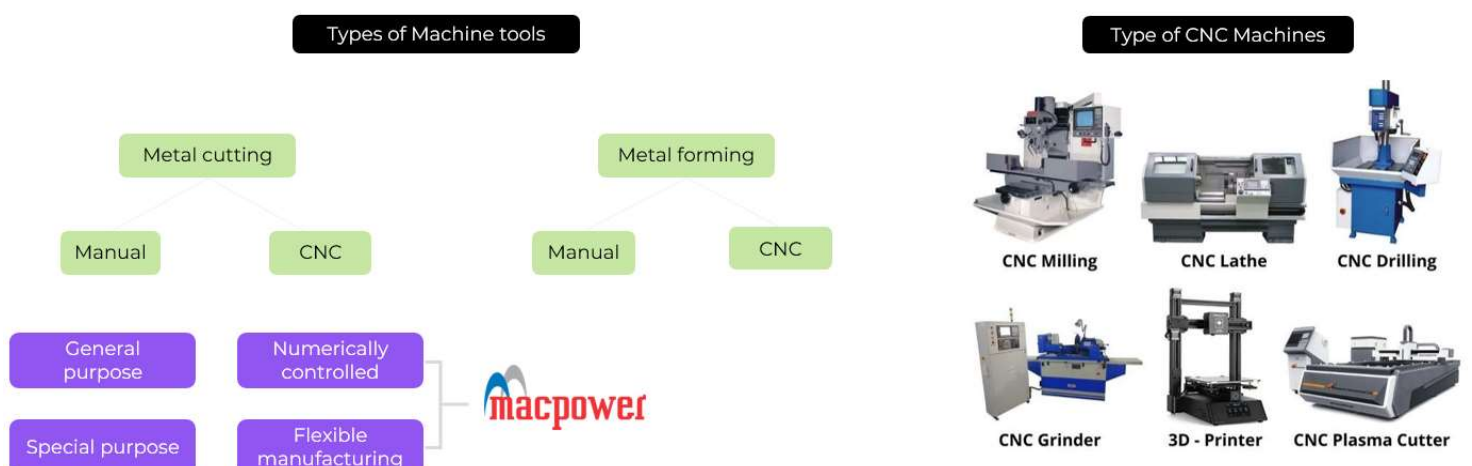 Types of Machine tools
Type of CNC Machines
Metal cutting
Metal forming
Manual
CNC
Manual
CNC
CNC Milling
CNC Lathe
CNC Drilling
General
purpose
Numerically
controlled
macpower
Special purpose
Flexible
manufacturing
CNC Grinder
3D - Printer
CNC Plasma Cutter